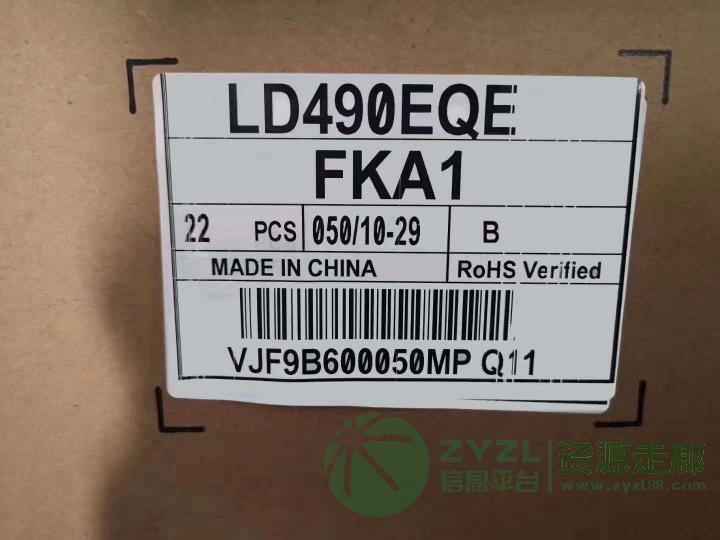 LD490EQE
FKA1
22 PCS 050/10-29 B
MADE IN CHINA RoHS Verified
VJF9B600050MP Q11
ZYZL 资源走廊
信息平台 www.zyzl88.com